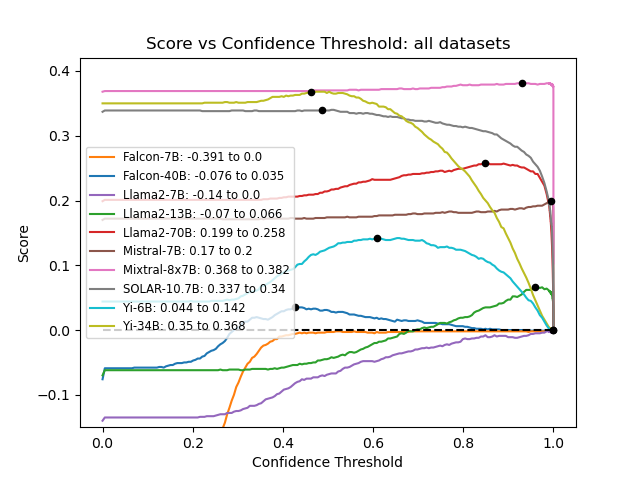 Score vs Confidence Threshold: all datasets
0.4
0.3
0.2
0.1
0.0
−0.1
Score
Falcon-7B: -0.391 to 0.0
Falcon-40B: -0.076 to 0.035
Llama2-7B: -0.14 to 0.0
Llama2-13B: -0.07 to 0.066
Llama2-70B: 0.199 to 0.258
Mistral-7B: 0.17 to 0.2
Mixtral-8x7B: 0.368 to 0.382
SOLAR-10.7B: 0.337 to 0.34
Yi-6B: 0.044 to 0.142
Yi-34B: 0.35 to 0.368
0.0 0.2 0.4 0.6 0.8 1.0
Confidence Threshold